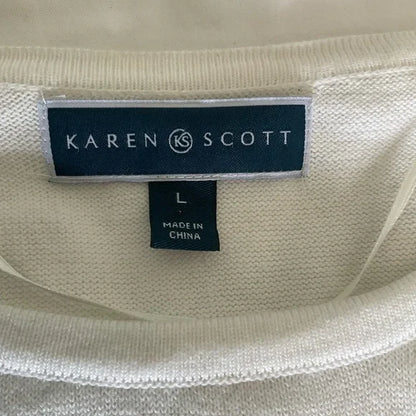 KAREN KS SCOTT
L
MADE IN
CHINA